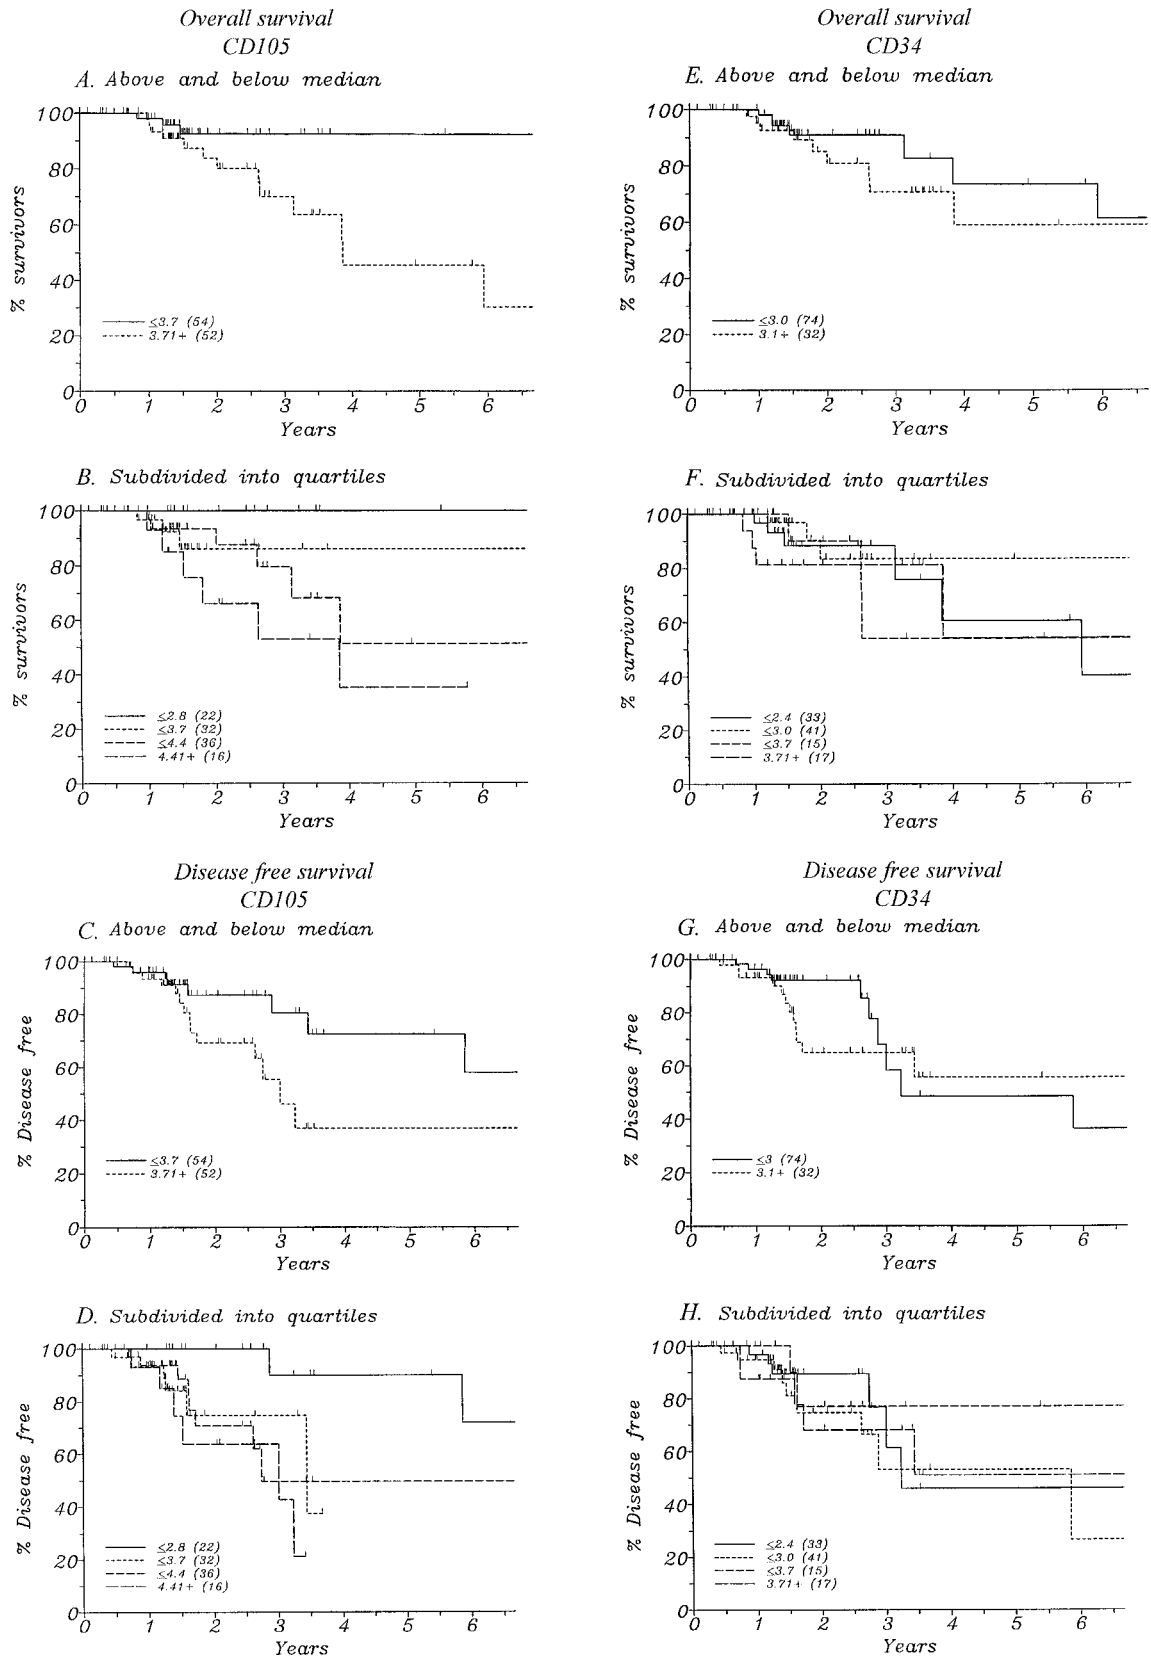 Overall survival
CD105
A. Above and below median
100
80
60
40
20
0
% survivors
≤3.7 (54)
3.71+ (52)
0 1 2 3 4 5 6
Years
B. Subdivided into quartiles
100
80
60
40
20
0
% survivors
≤2.8 (22)
≤3.7 (32)
≤4.4 (36)
4.41+ (16)
0 1 2 3 4 5 6
Years
Disease free survival
CD105
C. Above and below median
100
80
60
40
20
0
% Disease free
≤3.7 (54)
3.71+ (52)
0 1 2 3 4 5 6
Years
D. Subdivided into quartiles
100
80
60
40
20
0
% Disease free
≤2.8 (22)
≤3.7 (32)
≤4.4 (36)
4.41+ (16)
0 1 2 3 4 5 6
Years
Overall survival
CD34
E. Above and below median
100
80
60
40
20
0
% survivors
≤3.0 (74)
3.1+ (32)
0 1 2 3 4 5 6
Years
F. Subdivided into quartiles
100
80
60
40
20
0
% survivors
≤2.4 (33)
≤3.0 (41)
≤3.7 (15)
3.71+ (17)
0 1 2 3 4 5 6
Years
Disease free survival
CD34
G. Above and below median
100
80
60
40
20
0
% Disease free
≤3 (74)
3.1+ (32)
0 1 2 3 4 5 6
Years
H. Subdivided into quartiles
100
80
60
40
20
0
% Disease free
≤2.4 (33)
≤3.0 (41)
≤3.7 (15)
3.71+ (17)
0 1 2 3 4 5 6
Years